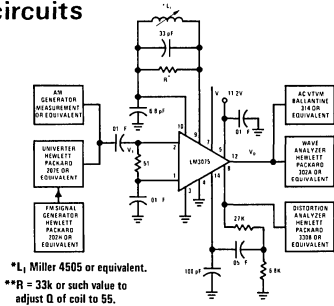 circuits
*L₁
33 pF
R*
6.8 pF
V
11.2V
.01 F
AM
GENERATOR
MEASUREMENT
OR EQUIVALENT
.01 F
V₁
51
.01 F
UNIVERTER
HEWLETT
PACKARD
207E OR
EQUIVALENT
FM SIGNAL
GENERATOR
HEWLETT
PACKARD
202H OR
EQUIVALENT
10
9
7
5
2
1
3
4
14
8
12
LM3075
V₀
AC VTVM
BALLANTINE
314 OR
EQUIVALENT
WAVE
ANALYZER
HEWLETT
PACKARD
302A OR
EQUIVALENT
DISTORTION
ANALYZER
HEWLETT
PACKARD
330B OR
EQUIVALENT
27K
.05 F
6.8K
100 pF
*L₁ Miller 4505 or equivalent.
**R = 33k or such value to
adjust Q of coil to 55.